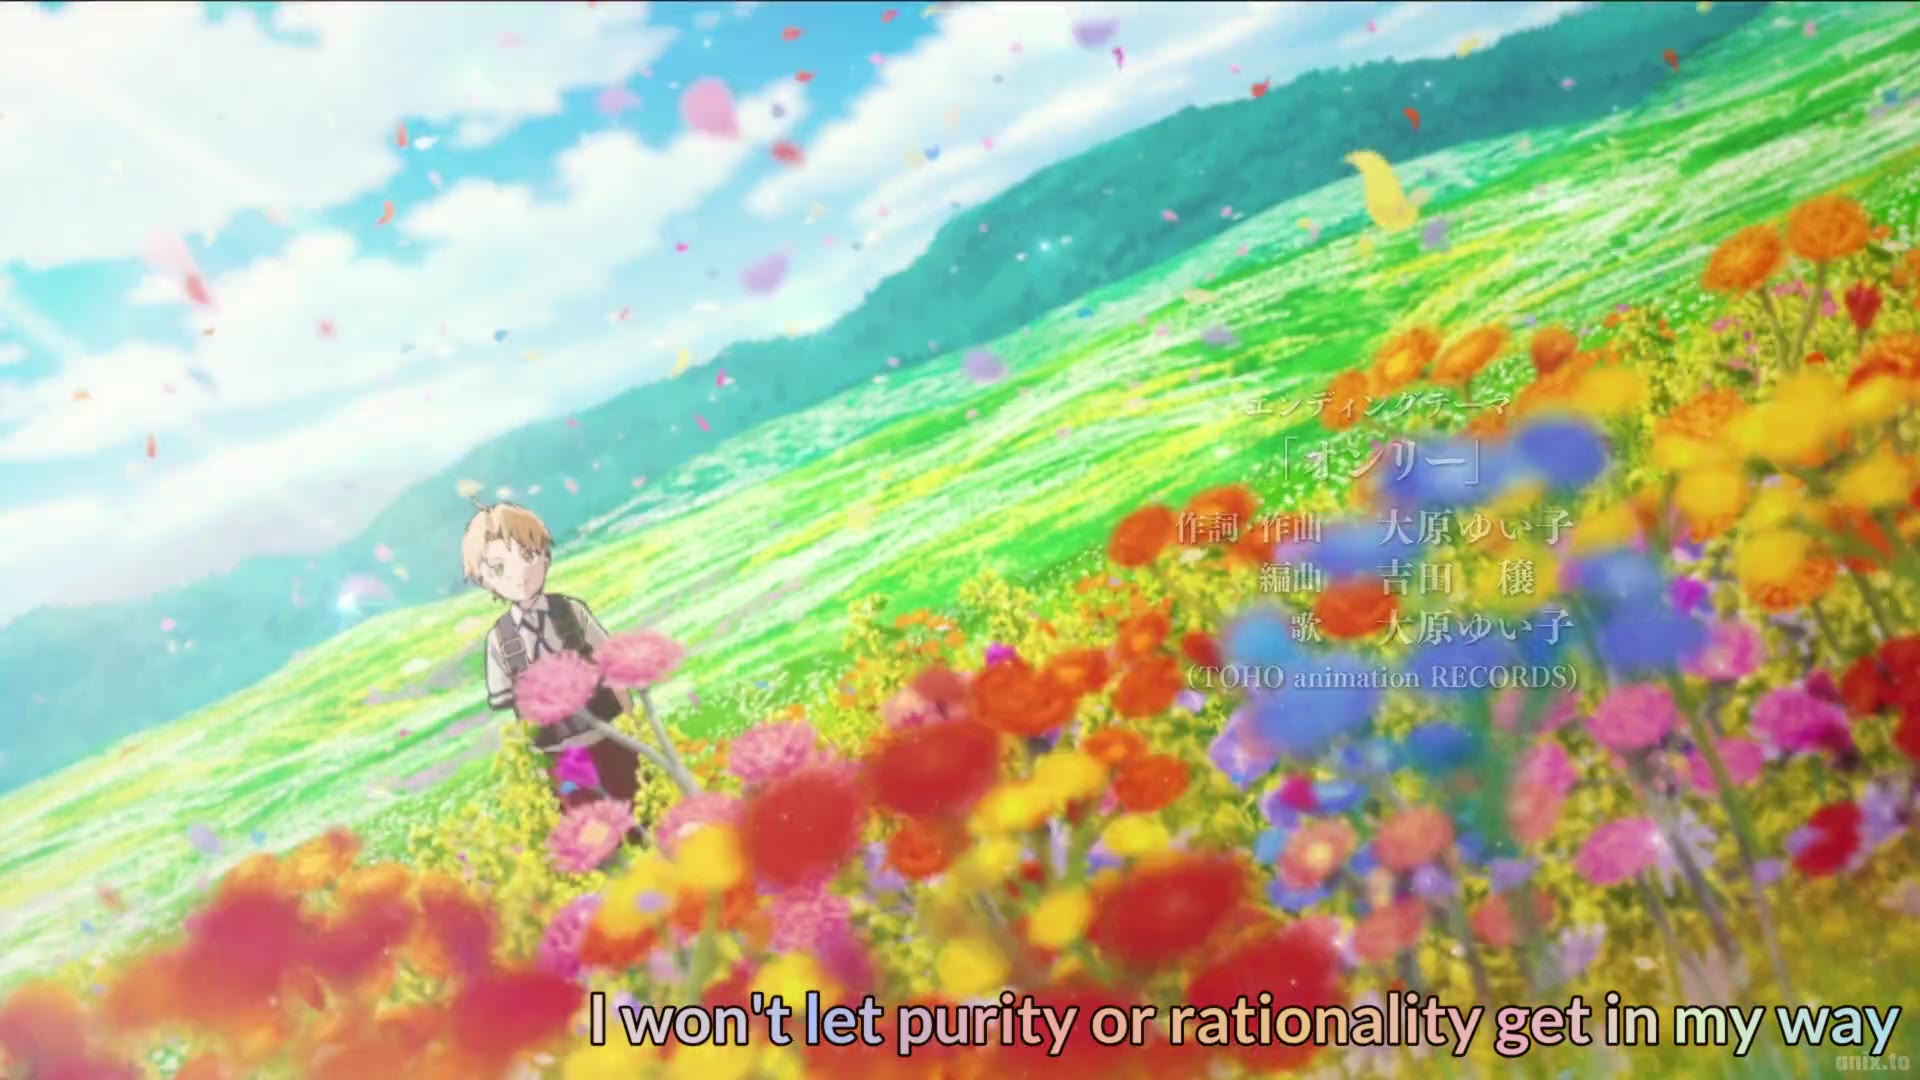 エンディングテーマ
「オンリー」
作詞・作曲 大原ゆい子
編曲 吉田 穣
歌 大原ゆい子
(TOHO animation RECORDS)
I won't let purity or rationality get in my way
anix.to